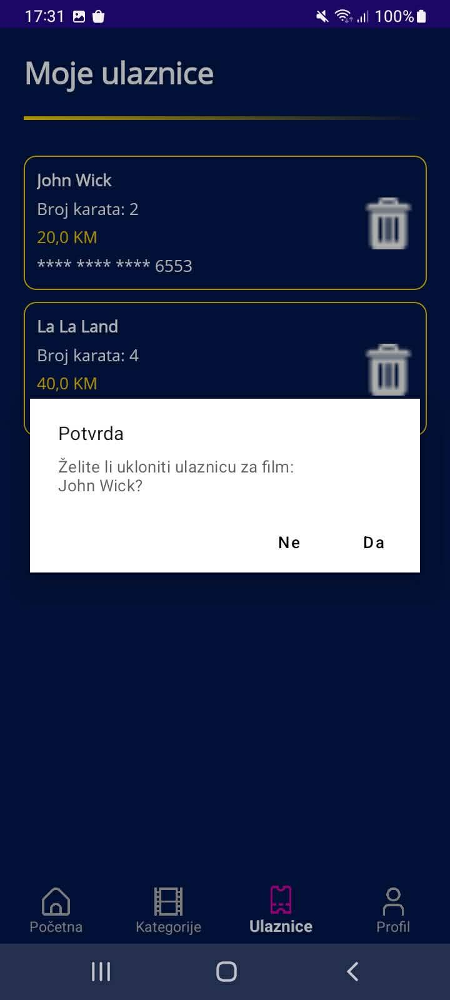 17:31
100%
Moje ulaznice
John Wick
Broj karata: 2
20,0 KM
**** **** **** 6553
La La Land
Broj karata: 4
40,0 KM
Potvrda
Želite li ukloniti ulaznicu za film:
John Wick?
Ne Da
Početna Kategorije Ulaznice Profil